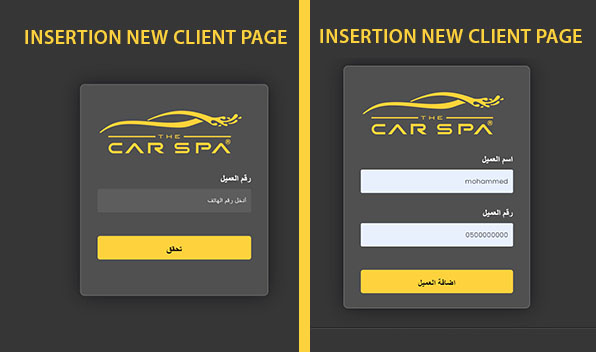 INSERTION NEW CLIENT PAGE
THE
CAR SPA®
رقم العميل
أدخل رقم الهاتف
تحقق
INSERTION NEW CLIENT PAGE
THE
CAR SPA®
اسم العميل
mohammed
رقم العميل
0500000000
اضافة العميل